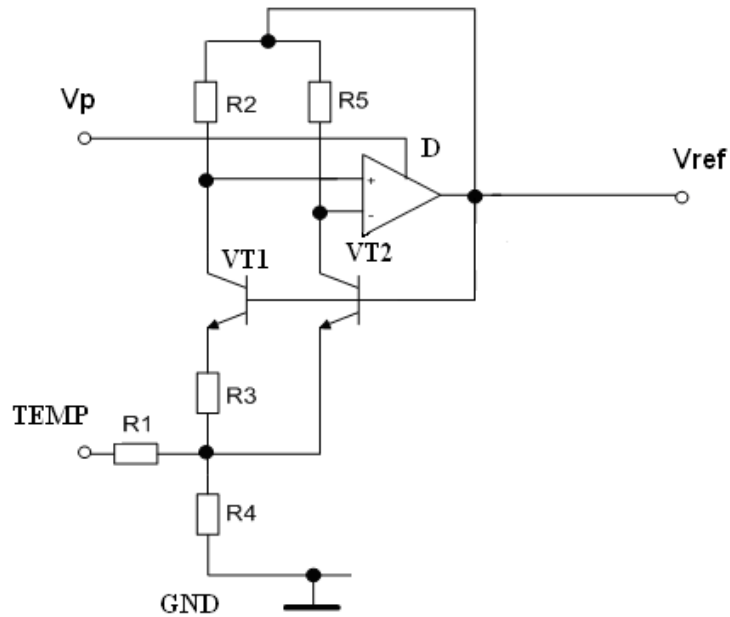 R2
R5
Vp
D
Vref
+
-
VT1
VT2
R3
TEMP
R1
R4
GND